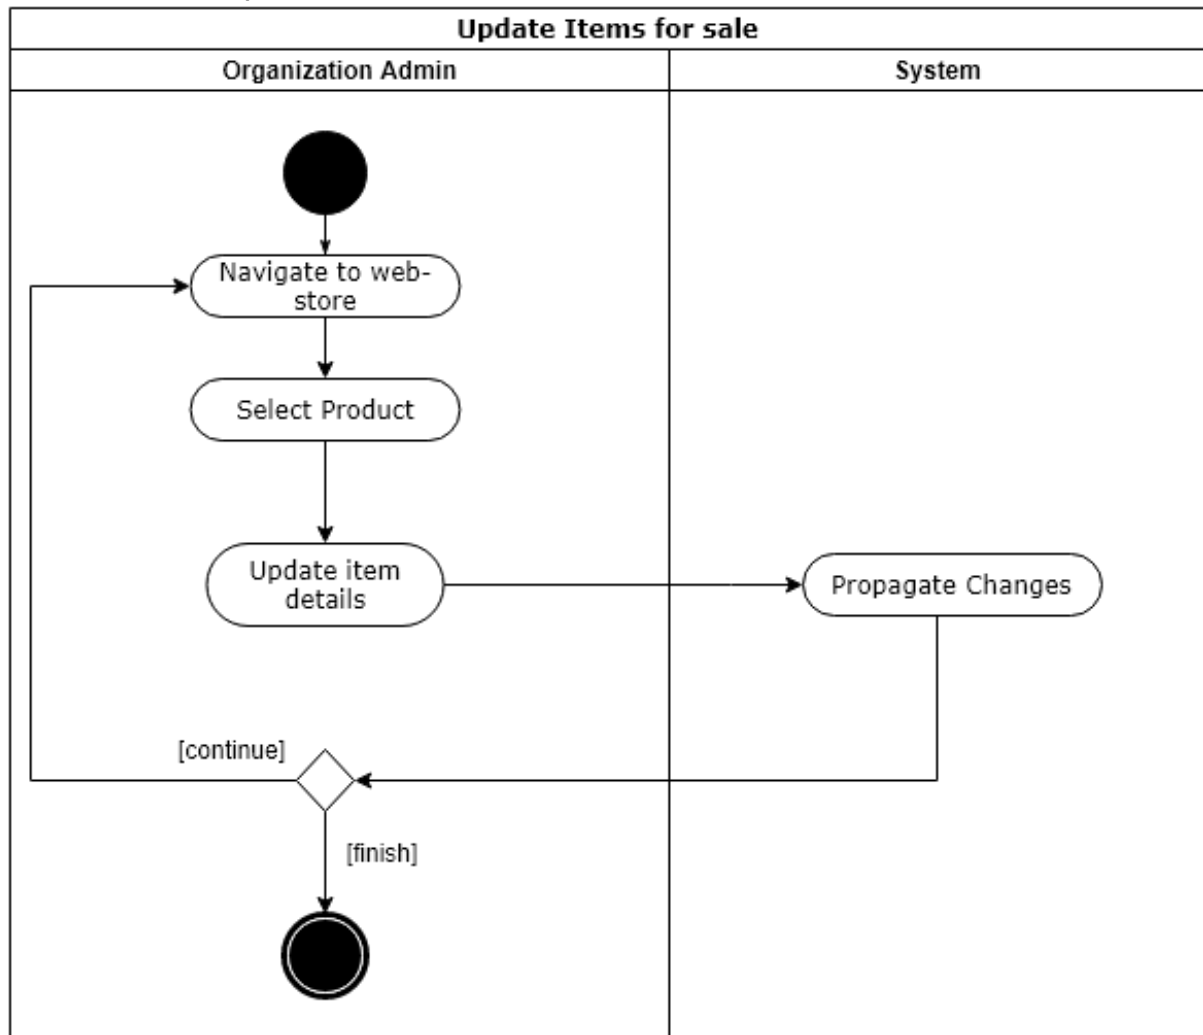 Update Items for sale
Organization Admin
System
Navigate to web-
store
Select Product
Update item
details
Propagate Changes
[continue]
[finish]